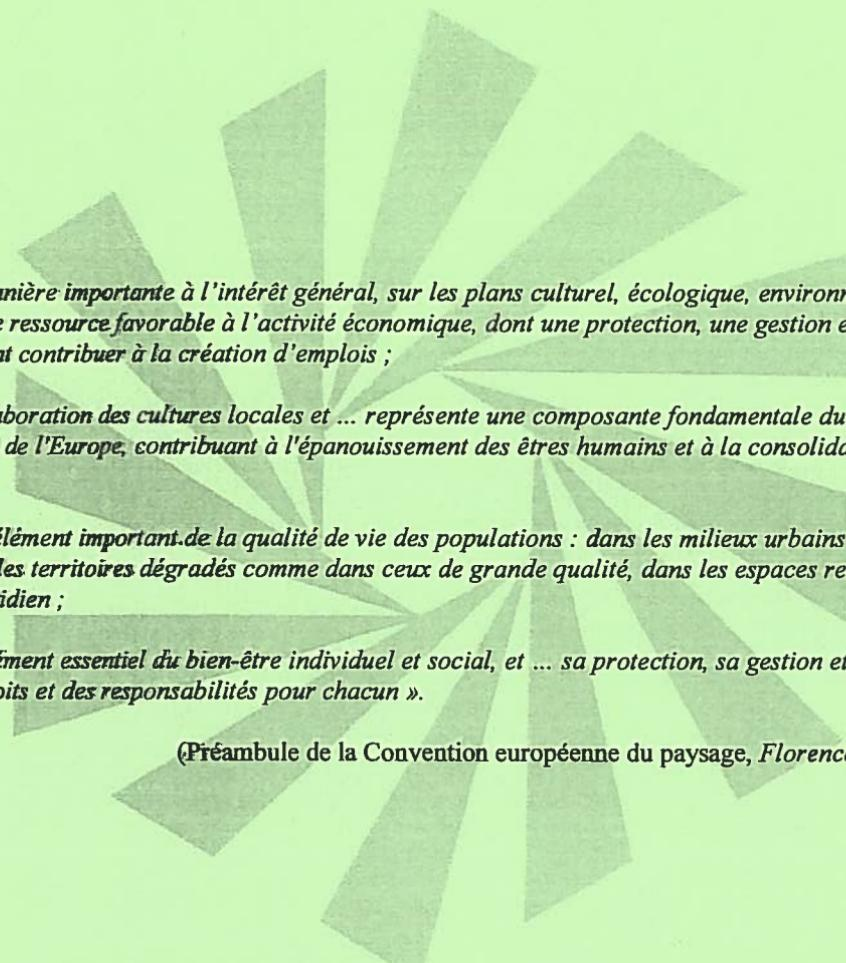 nière importante à l'intérêt général, sur les plans culturel, écologique, environn
ressource favorable à l'activité économique, dont une protection, une gestion e
nt contribuer à la création d'emplois ;
boration des cultures locales et ... représente une composante fondamentale du
de l'Europe, contribuant à l'épanouissement des êtres humains et à la consolida
élément important de la qualité de vie des populations : dans les milieux urbains
les territoires dégradés comme dans ceux de grande qualité, dans les espaces re
idien ;
ment essentiel du bien-être individuel et social, et ... sa protection, sa gestion et
oits et des responsabilités pour chacun ».
(Préambule de la Convention européenne du paysage, Florence